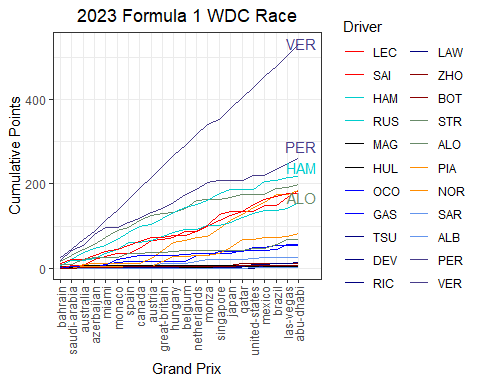 2023 Formula 1 WDC Race
Cumulative Points
400
200
0
VER
PER
HAM
ALO
bahrain
saudi-arabia
australia
azerbaijan
miami
monaco
spain
canada
austria
great-britain
hungary
belgium
netherlands
monza
singapore
japan
qatar
united-states
mexico
brazil
las-vegas
abu-dhabi
Grand Prix
Driver
LEC
SAI
HAM
RUS
MAG
HUL
OCO
GAS
TSU
DEV
RIC
LAW
ZHO
BOT
STR
ALO
PIA
NOR
SAR
ALB
PER
VER